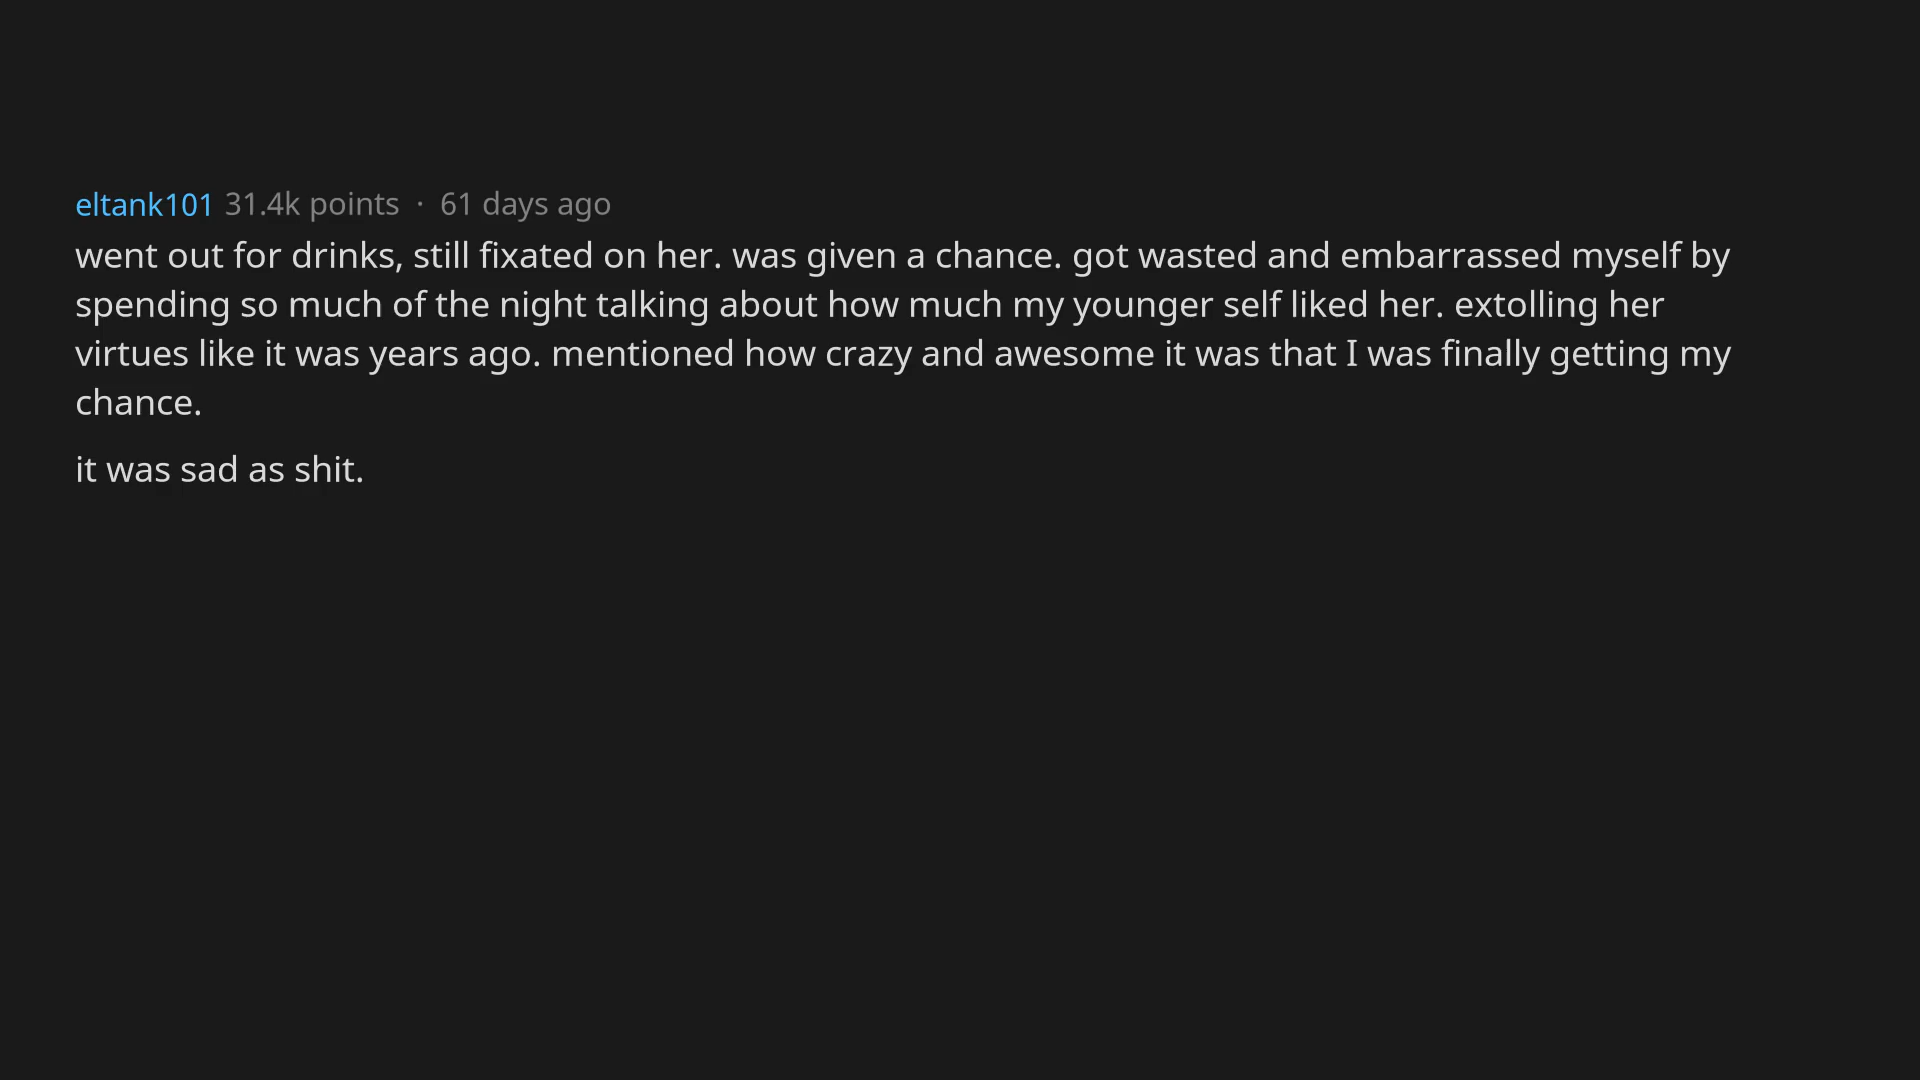 eltank101 31.4k points · 61 days ago
went out for drinks, still fixated on her. was given a chance. got wasted and embarrassed myself by
spending so much of the night talking about how much my younger self liked her. extolling her
virtues like it was years ago. mentioned how crazy and awesome it was that I was finally getting my
chance.
it was sad as shit.